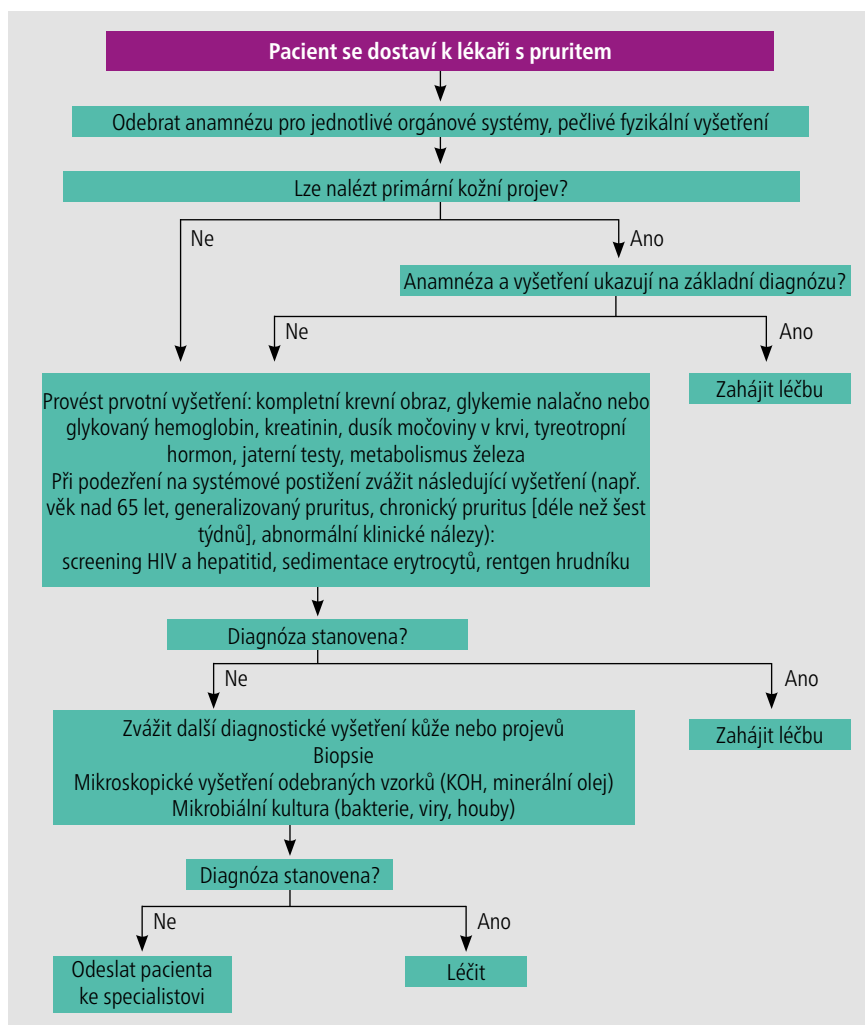 Pacient se dostaví k lékaři s pruritem
Odebrat anamnézu pro jednotlivé orgánové systémy, pečlivé fyzikální vyšetření
Lze nalézt primární kožní projev?
Ne
Ano
Anamnéza a vyšetření ukazují na základní diagnózu?
Ne
Ano
Zahájit léčbu
Provést prvotní vyšetření: kompletní krevní obraz, glykemie nalačno nebo
glykovaný hemoglobin, kreatinin, dusík močoviny v krvi, tyreotropní
hormon, jaterní testy, metabolismus železa
Při podezření na systémové postižení zvážit následující vyšetření (např.
věk nad 65 let, generalizovaný pruritus, chronický pruritus [déle než šest
týdnů], abnormální klinické nálezy):
screening HIV a hepatitid, sedimentace erytrocytů, rentgen hrudníku
Diagnóza stanovena?
Ne
Ano
Zvážit další diagnostické vyšetření kůže nebo projevů
Biopsie
Mikroskopické vyšetření odebraných vzorků (KOH, minerální olej)
Mikrobiální kultura (bakterie, viry, houby)
Zahájit léčbu
Diagnóza stanovena?
Ne
Ano
Odeslat pacienta
ke specialistovi
Léčit